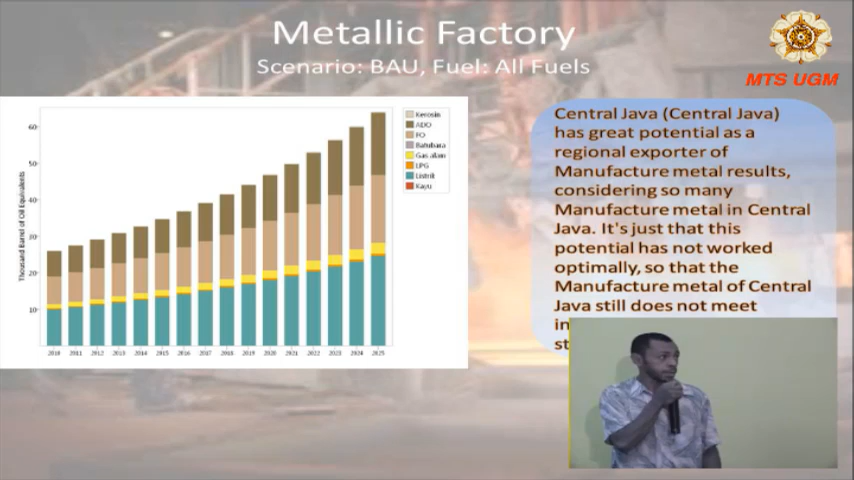 Metallic Factory
Scenario: BAU, Fuel: All Fuels
MTS UGM
Thousand Barrel of Oil Equivalents
60
50
40
30
20
10
2010 2011 2012 2013 2014 2015 2016 2017 2018 2019 2020 2021 2022 2023 2024 2025
Kerosin
ADO
FO
Batubara
Gas alam
LPG
Listrik
Kayu
Central Java (Central Java)
has great potential as a
regional exporter of
Manufacture metal results,
considering so many
Manufacture metal in Central
Java. It's just that this
potential has not worked
optimally, so that the
Manufacture metal of Central
Java still does not meet
in
st